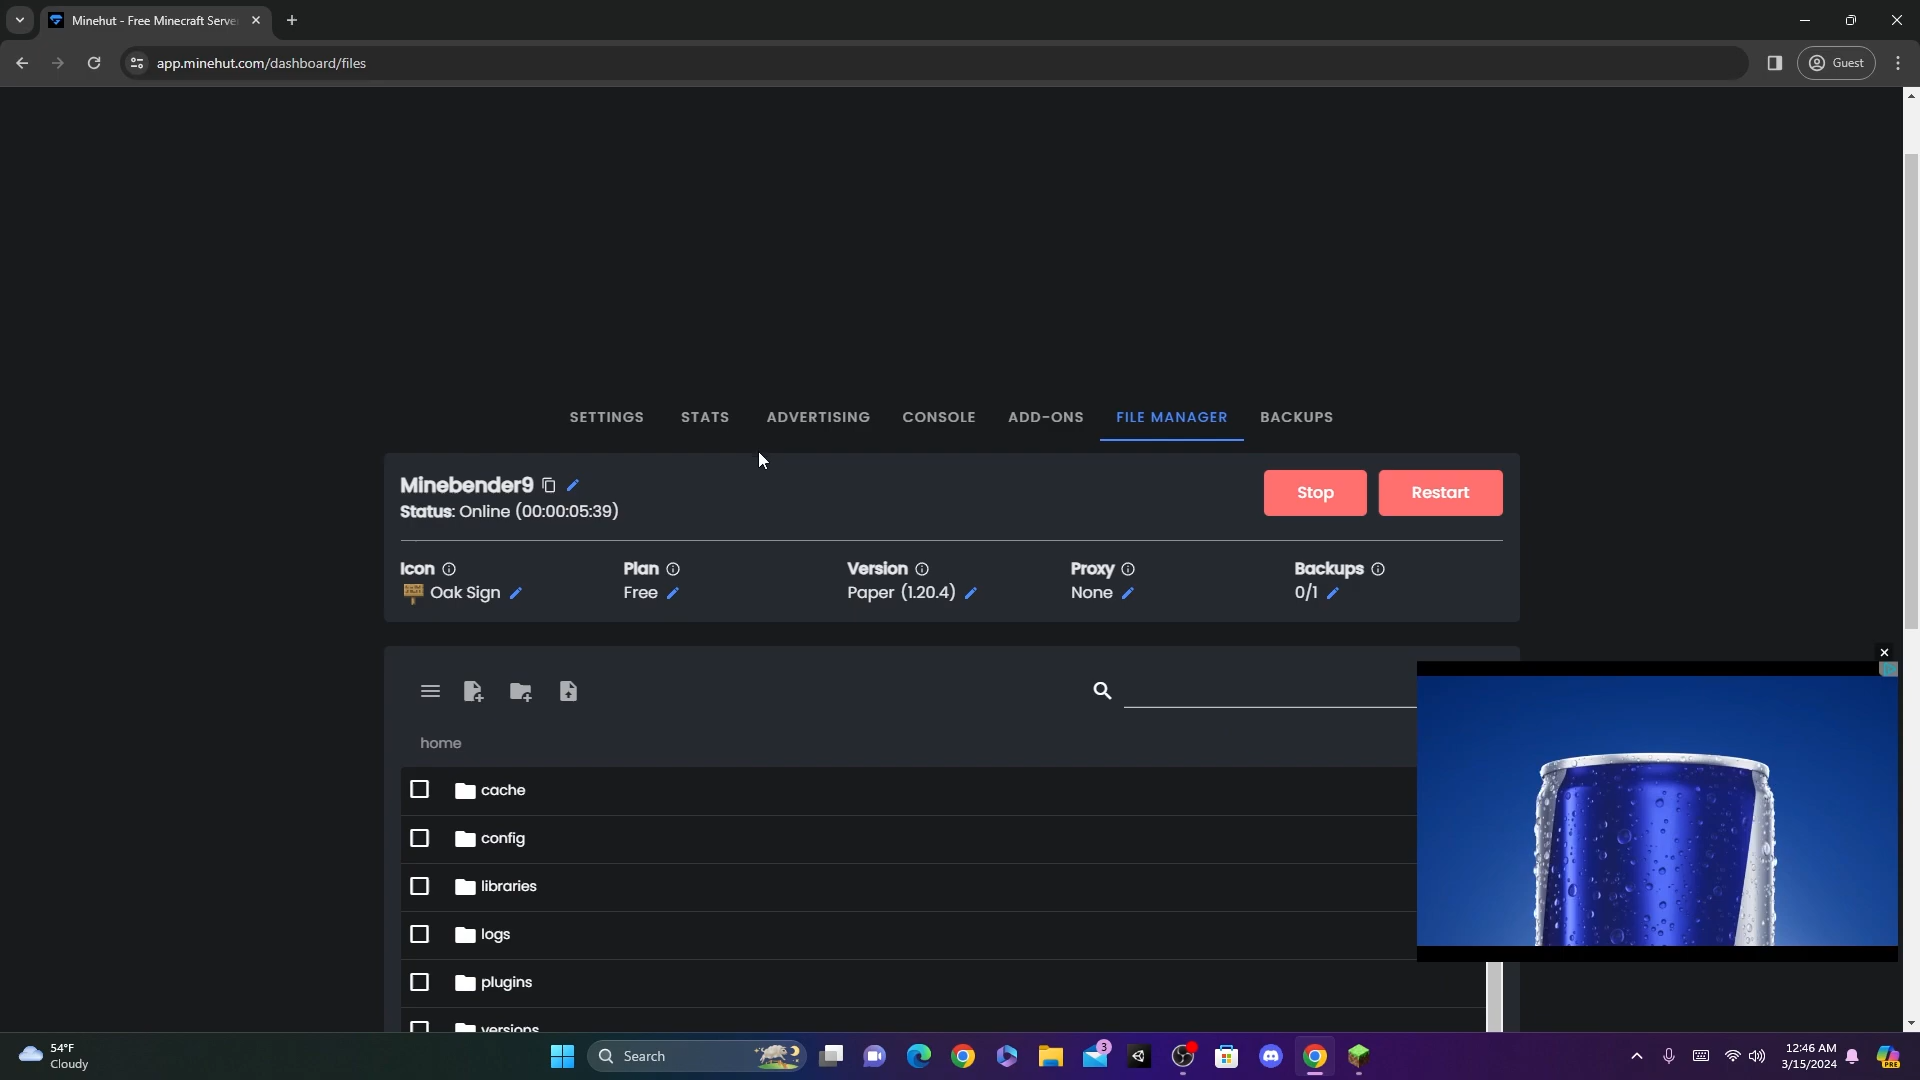 Minehut - Free Minecraft Serve
app.minehut.com/dashboard/files
Guest
SETTINGS STATS ADVERTISING CONSOLE ADD-ONS FILE MANAGER BACKUPS
Minebender9
Stop Restart
Status: Online (00:00:05:39)
Icon Plan Version Proxy Backups
Oak Sign Free Paper (1.20.4) None 0/1
home
cache
config
libraries
logs
plugins
versions
54°F
Cloudy
Search
3
12:46 AM
3/15/2024
PRE